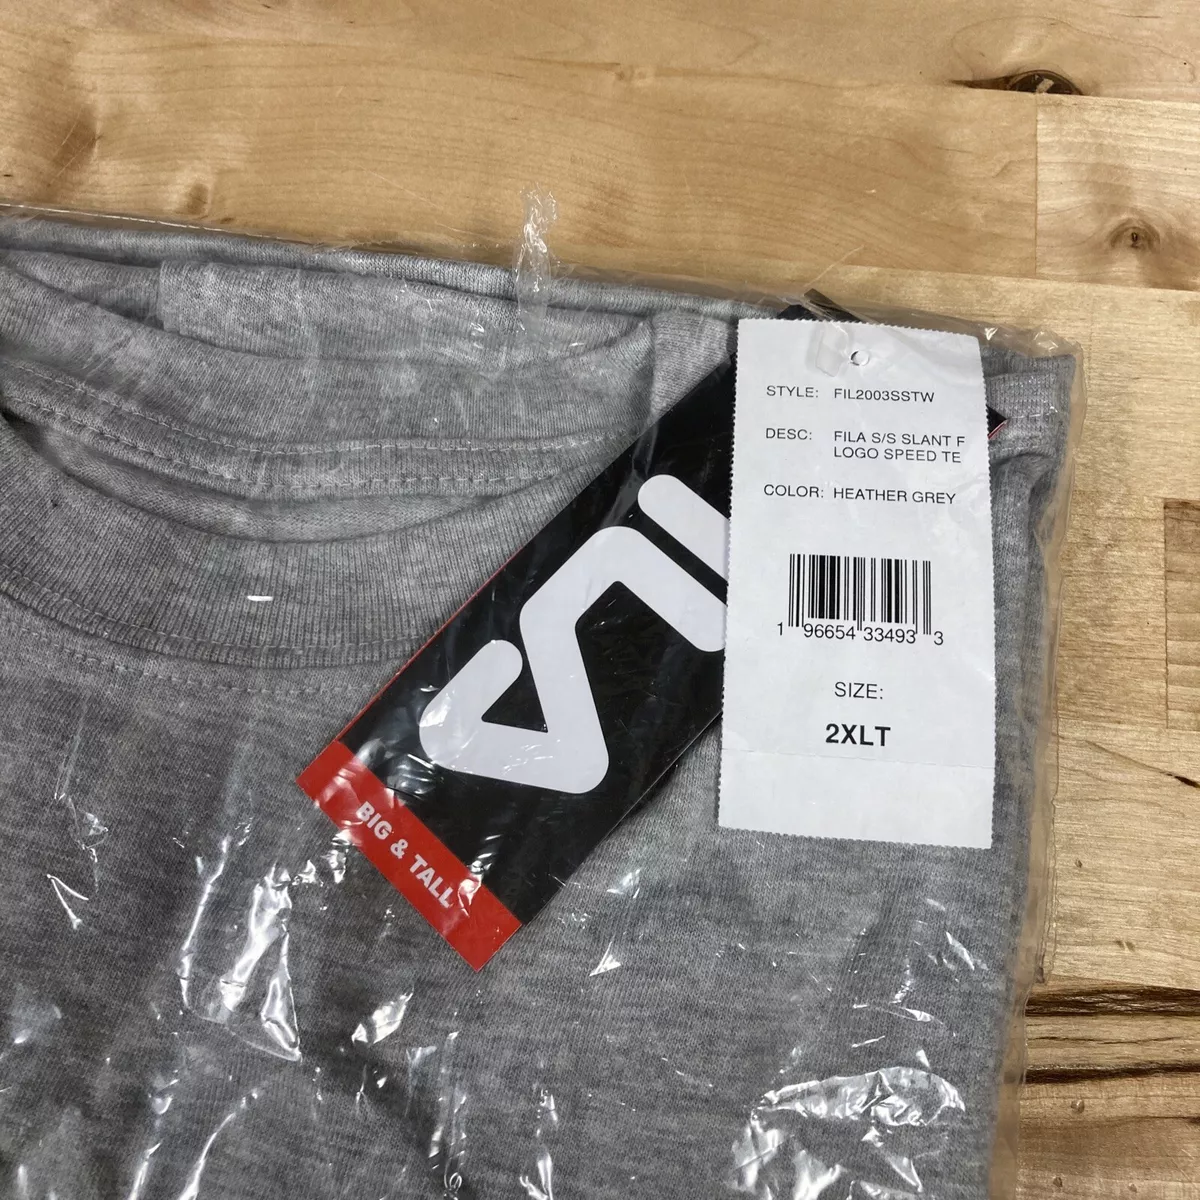 STYLE: FIL2003SSTW
DESC: FILA S/S SLANT F
LOGO SPEED TE
COLOR: HEATHER GREY
1 96654 33493 3
SIZE:
2XLT
BIG & TALL